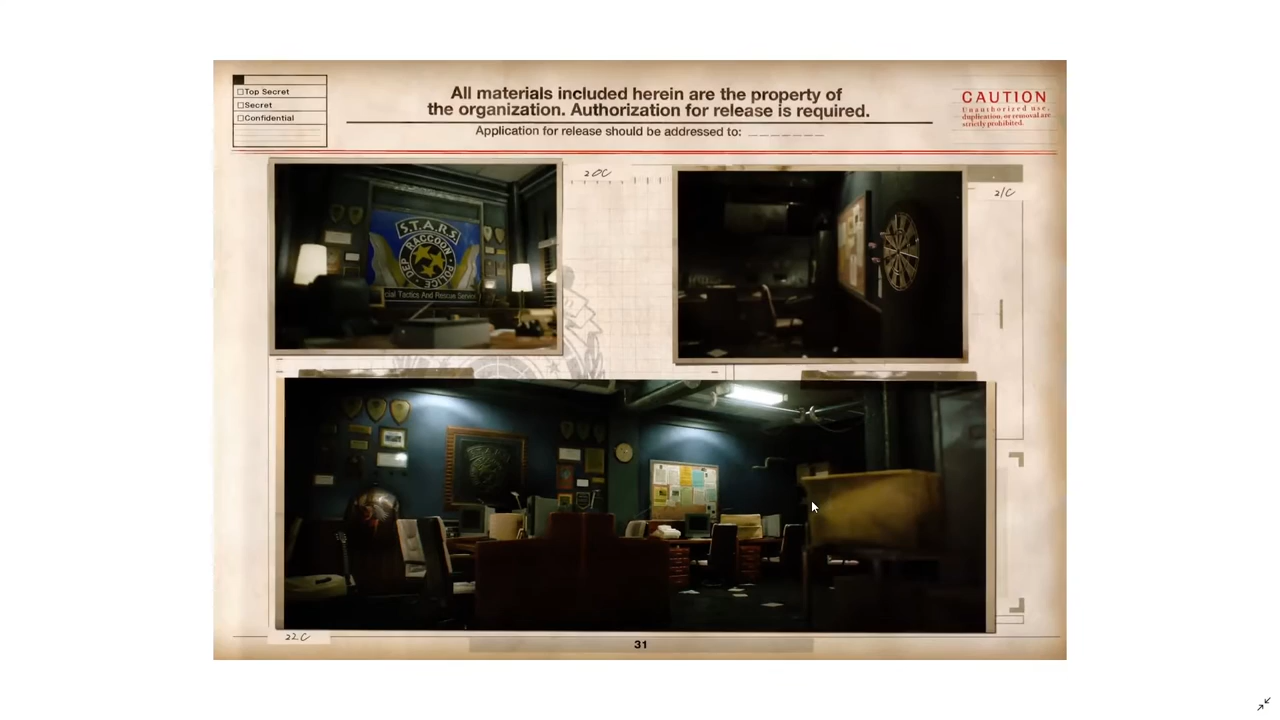 Top Secret
Secret
Confidential
All materials included herein are the property of
the organization. Authorization for release is required.
Application for release should be addressed to:
CAUTION
Unauthorized use,
duplication, or removal are
strictly prohibited.
20C
21C
S.T.A.R.S.
RACCOON
POLICE
DEP
cial Tactics And Rescue Service
22C
31